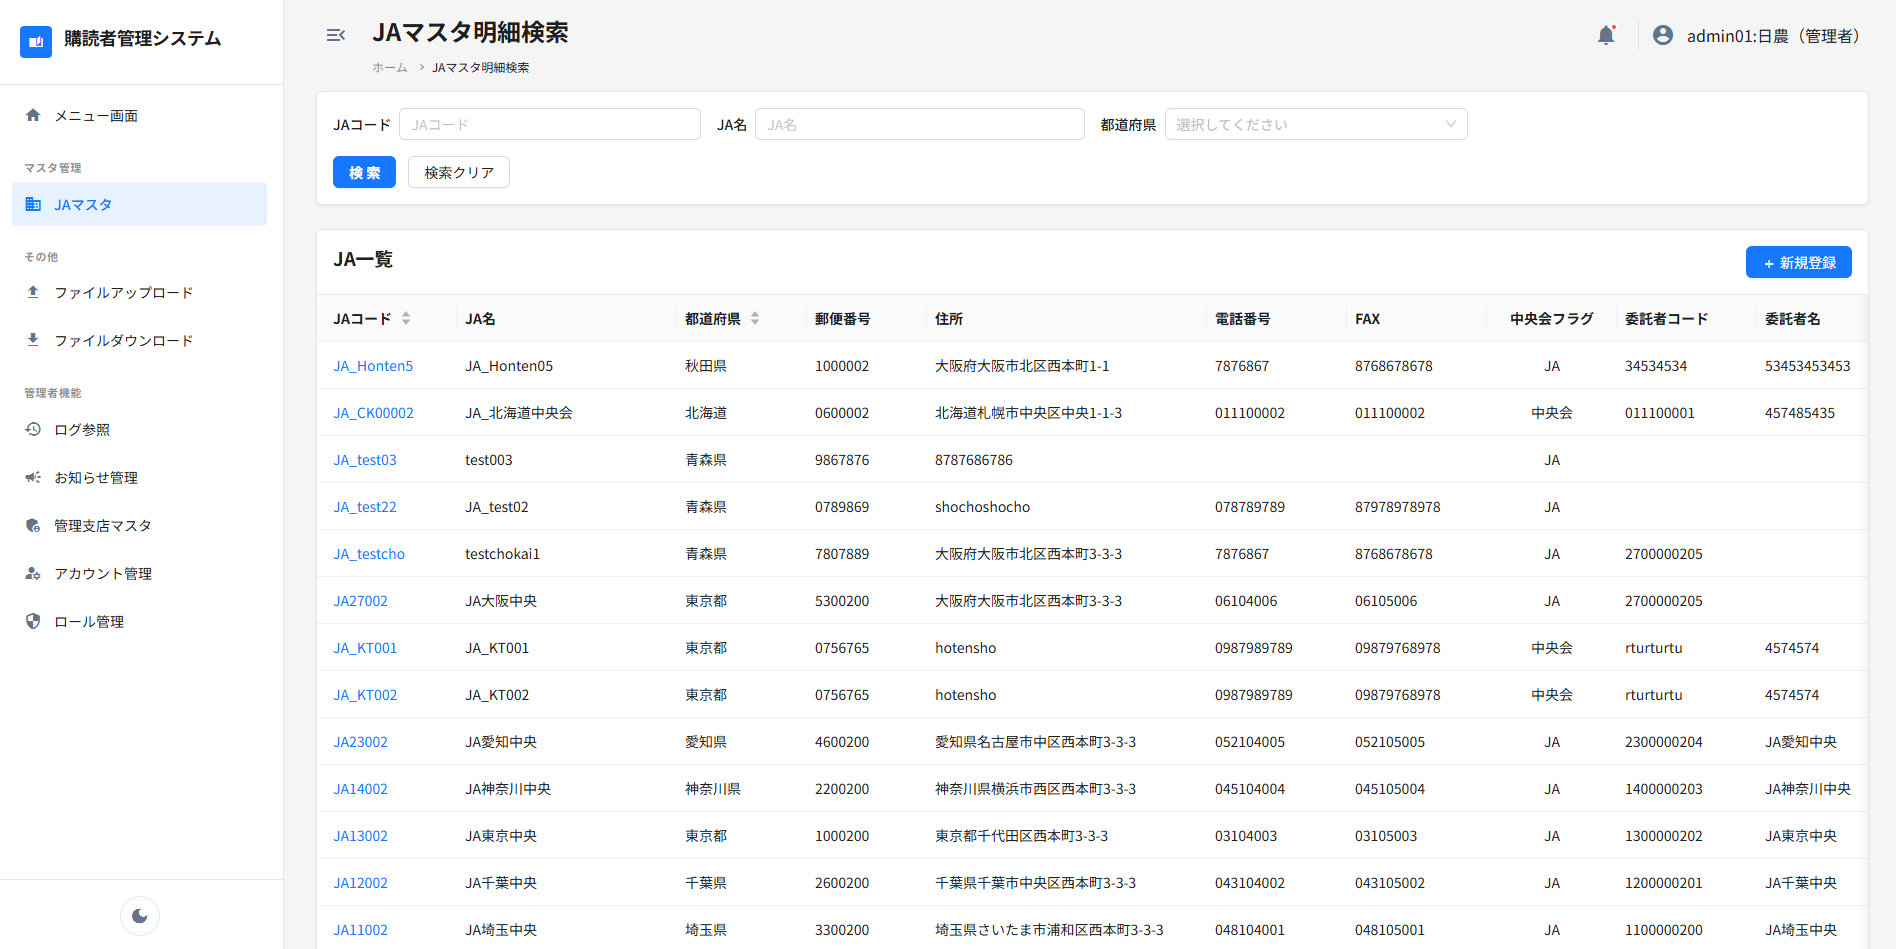 購読者管理システム
メニュー画面
マスタ管理
JAマスタ
その他
ファイルアップロード
ファイルダウンロード
管理者機能
ログ参照
お知らせ管理
管理支店マスタ
アカウント管理
ロール管理
JAマスタ明細検索
ホーム > JAマスタ明細検索
admin01:日農（管理者）
JAコード JAコード JA名 JA名 都道府県 選択してください
検索 検索クリア
JA一覧
+ 新規登録
JAコード JA名 都道府県 郵便番号 住所 電話番号 FAX 中央会フラグ 委託者コード 委託者名
JA_Honten5 JA_Honten05 秋田県 1000002 大阪府大阪市北区西本町1-1 7876867 8768678678 JA 34534534 53453453453
JA_CK00002 JA_北海道中央会 北海道 0600002 北海道札幌市中央区中央1-1-3 011100002 011100002 中央会 011100001 457485435
JA_test03 test003 青森県 9867876 8787686786 JA
JA_test22 JA_test02 青森県 0789869 shochoshocho 078789789 87978978978 JA
JA_testcho testchokai1 青森県 7807889 大阪府大阪市北区西本町3-3-3 7876867 8768678678 JA 2700000205
JA27002 JA大阪中央 東京都 5300200 大阪府大阪市北区西本町3-3-3 06104006 06105006 JA 2700000205
JA_KT001 JA_KT001 東京都 0756765 hotensho 0987989789 09879768978 中央会 rturturtu 4574574
JA_KT002 JA_KT002 東京都 0756765 hotensho 0987989789 09879768978 中央会 rturturtu 4574574
JA23002 JA愛知中央 愛知県 4600200 愛知県名古屋市中区西本町3-3-3 052104005 052105005 JA 2300000204 JA愛知中央
JA14002 JA神奈川中央 神奈川県 2200200 神奈川県横浜市西区西本町3-3-3 045104004 045105004 JA 1400000203 JA神奈川中央
JA13002 JA東京中央 東京都 1000200 東京都千代田区西本町3-3-3 03104003 03105003 JA 1300000202 JA東京中央
JA12002 JA千葉中央 千葉県 2600200 千葉県千葉市中央区西本町3-3-3 043104002 043105002 JA 1200000201 JA千葉中央
JA11002 JA埼玉中央 埼玉県 3300200 埼玉県さいたま市浦和区西本町3-3-3 048104001 048105001 JA 1100000200 JA埼玉中央